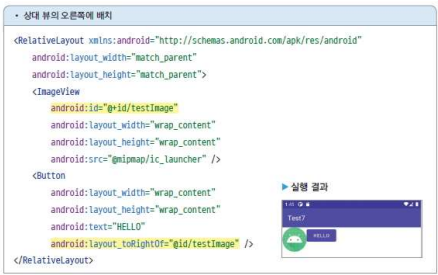 • 상대 뷰의 오른쪽에 배치
<RelativeLayout xmlns:android="http://schemas.android.com/apk/res/android"
android:layout_width="match_parent"
android:layout_height="match_parent">
<ImageView
android:id="@+id/testImage"
android:layout_width="wrap_content"
android:layout_height="wrap_content"
android:src="@mipmap/ic_launcher" />
<Button
android:layout_width="wrap_content"
android:layout_height="wrap_content"
android:text="HELLO"
android:layout_toRightOf="@id/testImage" />
</RelativeLayout>
▶ 실행 결과
Test7
HELLO